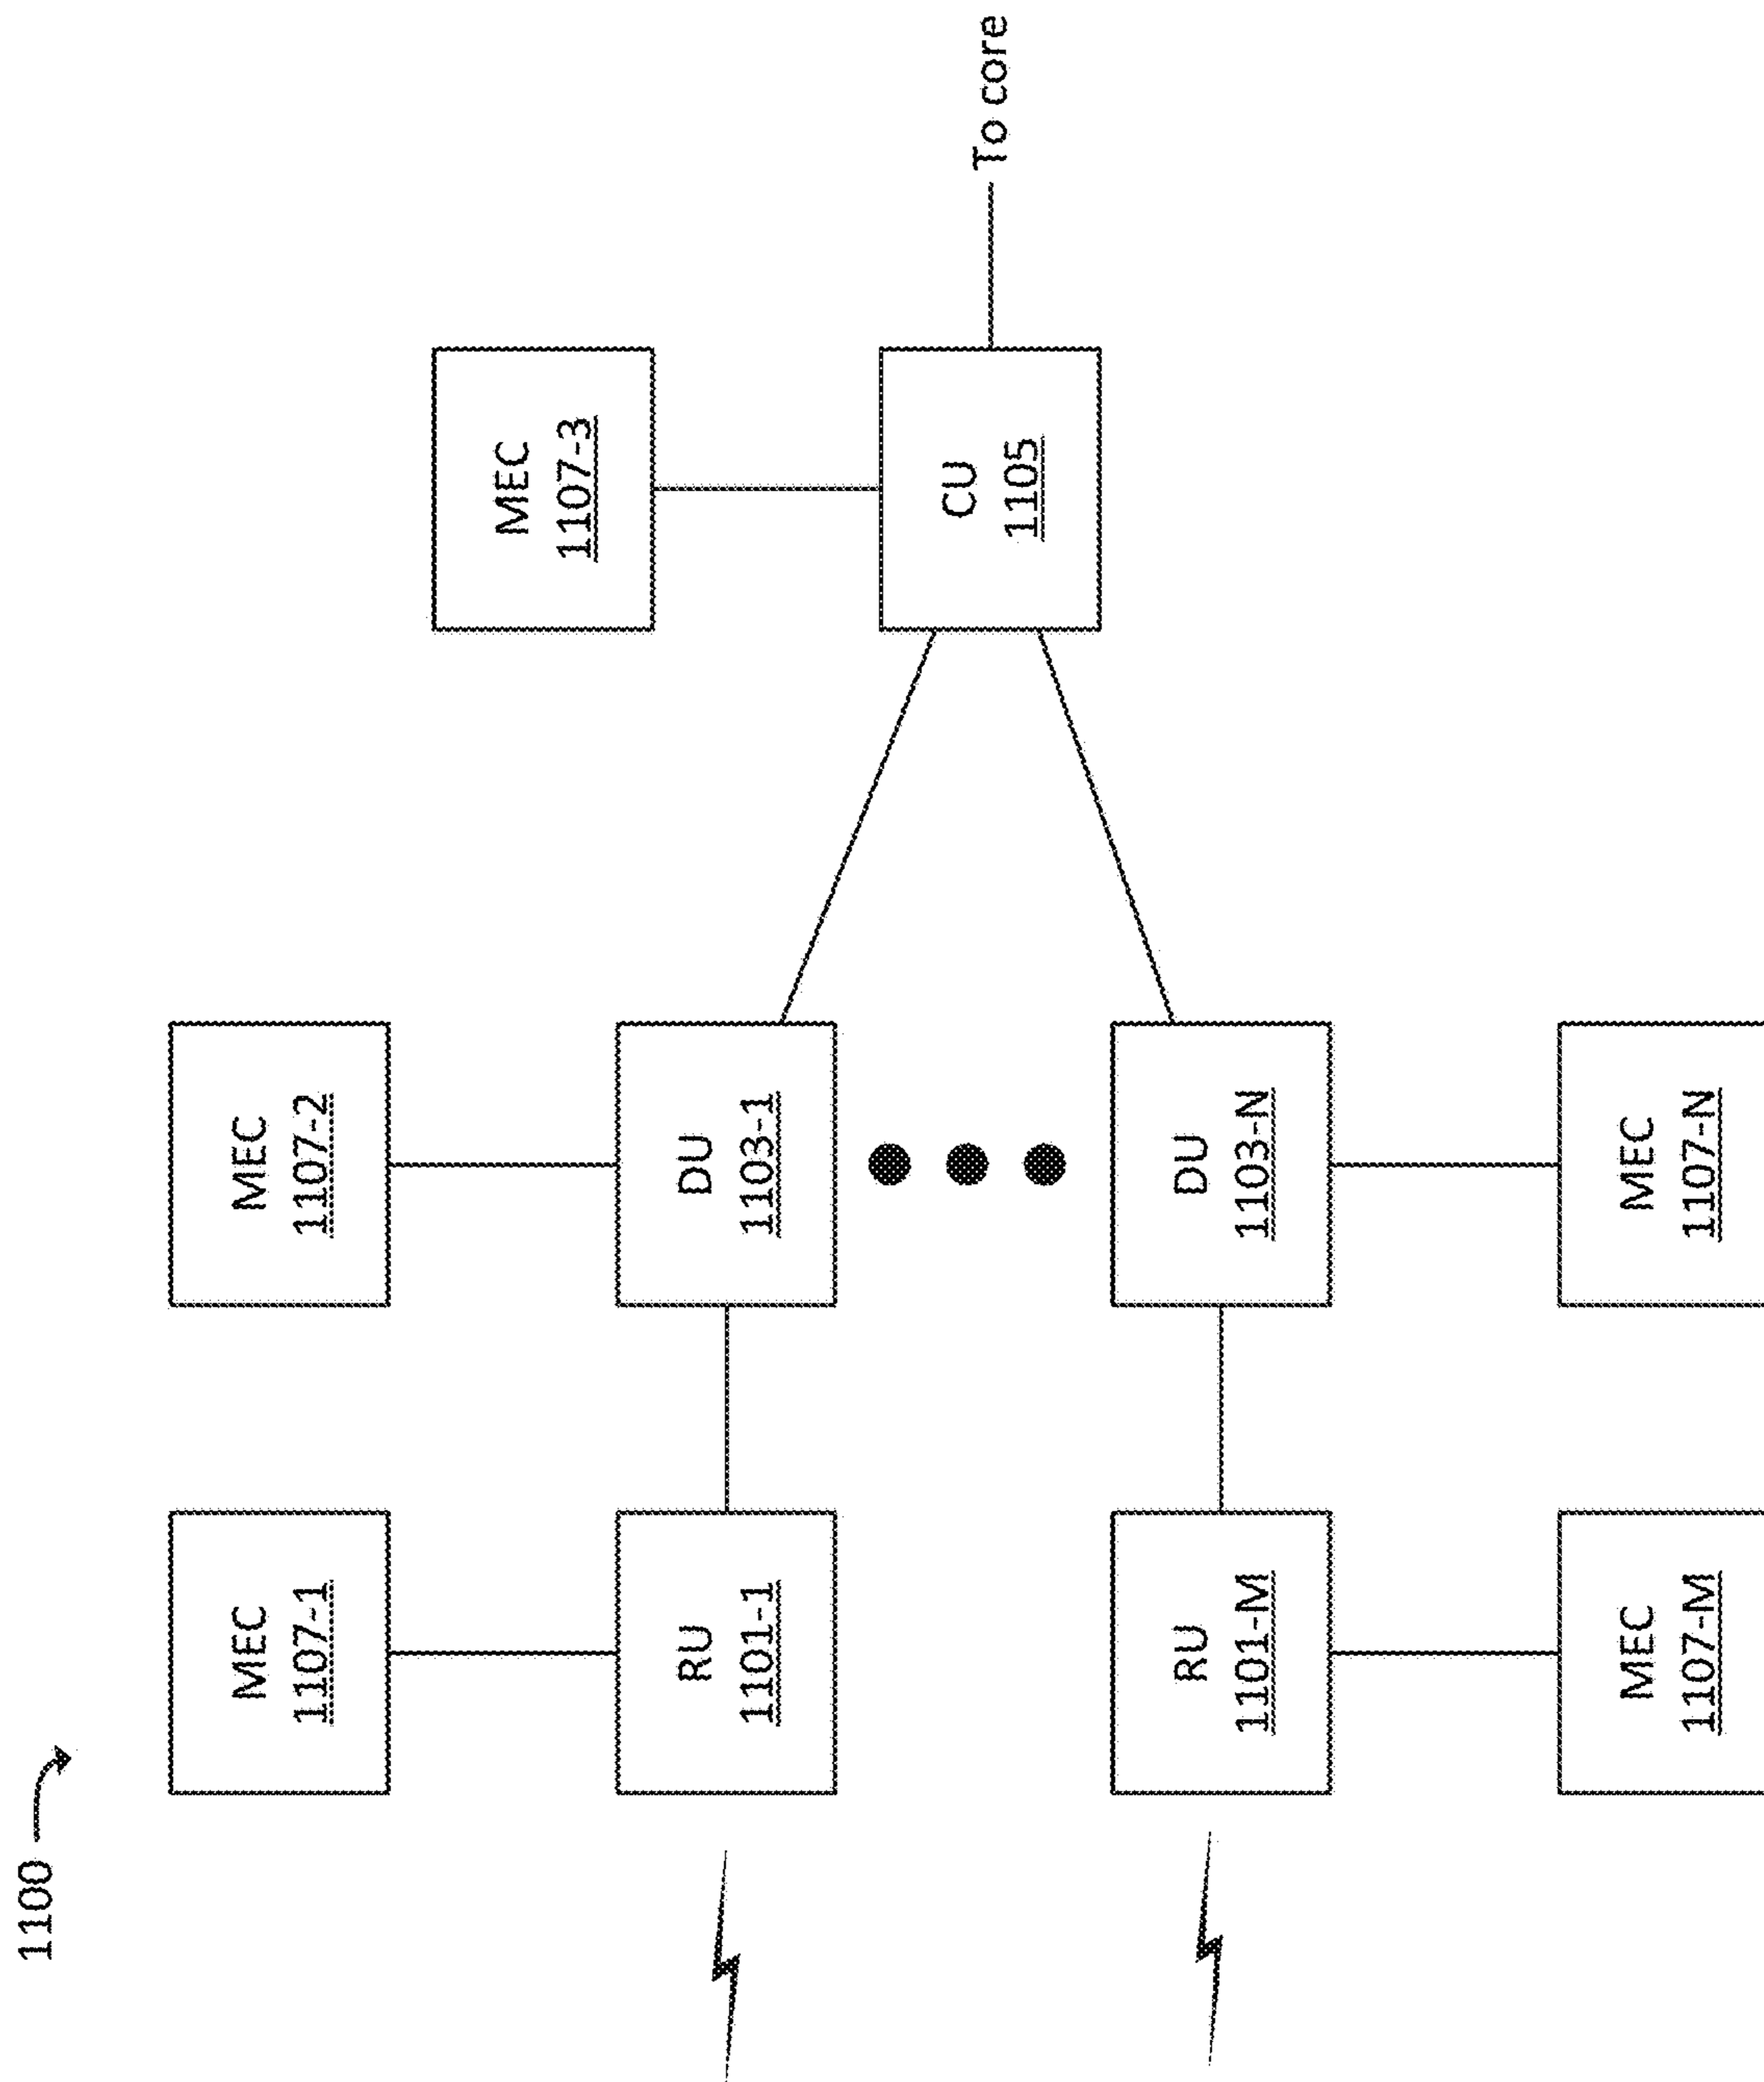 1100
MEC
1107-1
MEC
1107-2
MEC
1107-3
RU
1101-1
DU
1103-1
CU
1105
To core
RU
1101-M
DU
1103-N
MEC
1107-M
MEC
1107-N